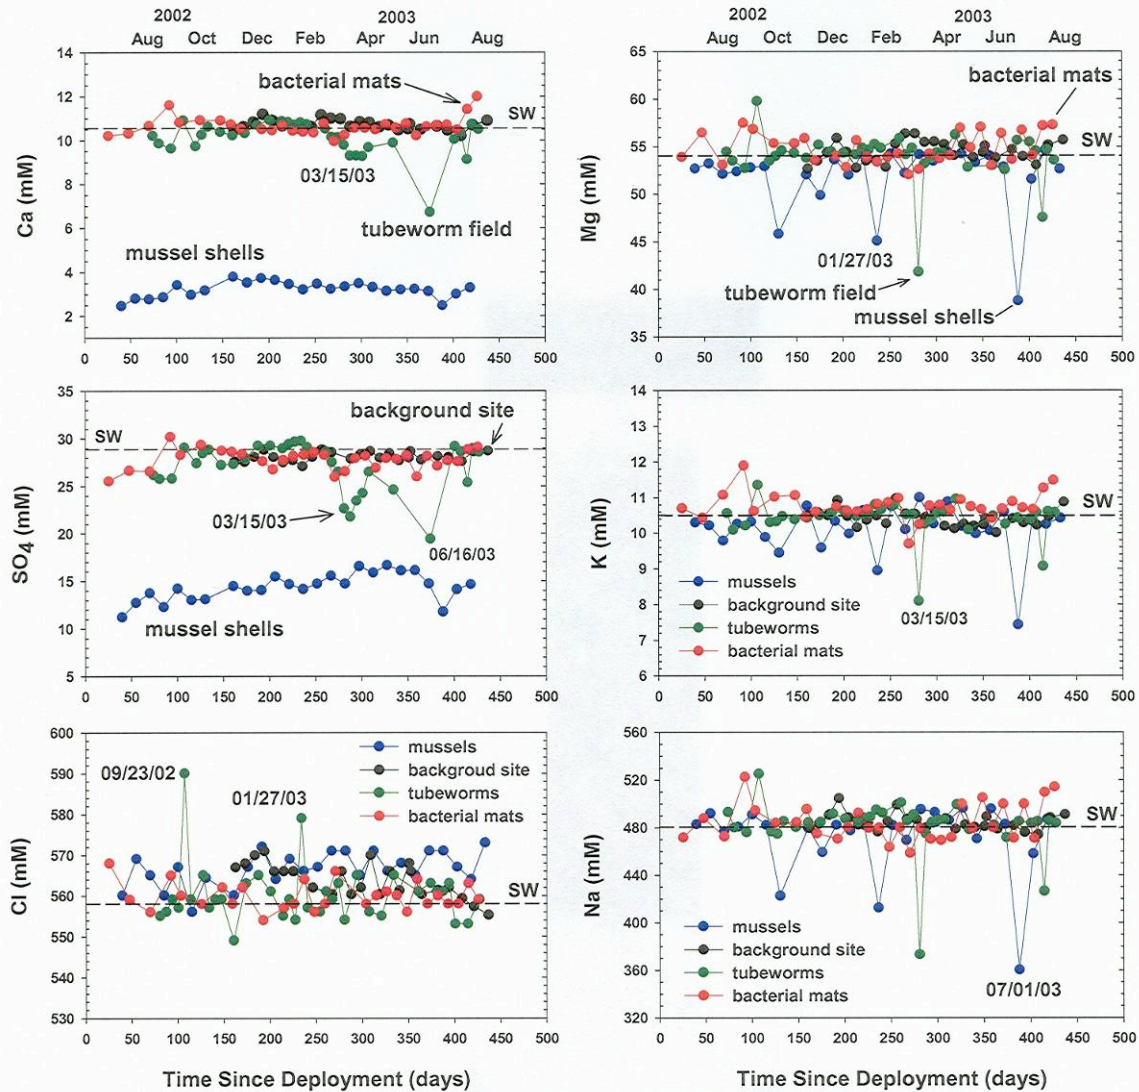 2002 2003
Aug Oct Dec Feb Apr Jun Aug
14
12
10
8
6
4
2
Ca (mM)
bacterial mats
SW
03/15/03
tubeworm field
mussel shells
0 50 100 150 200 250 300 350 400 450 500
2002 2003
Aug Oct Dec Feb Apr Jun Aug
65
60
55
50
45
40
35
Mg (mM)
bacterial mats
SW
01/27/03
tubeworm field
mussel shells
0 50 100 150 200 250 300 350 400 450 500
35
30
25
20
15
10
5
SO4 (mM)
background site
SW
03/15/03
06/16/03
mussel shells
0 50 100 150 200 250 300 350 400 450 500
14
13
12
11
10
9
8
7
6
K (mM)
SW
mussels
background site
tubeworms
bacterial mats
03/15/03
0 50 100 150 200 250 300 350 400 450 500
600
590
580
570
560
550
540
530
Cl (mM)
09/23/02
01/27/03
mussels
backgroud site
tubeworms
bacterial mats
SW
0 50 100 150 200 250 300 350 400 450 500
Time Since Deployment (days)
560
520
480
440
400
360
320
Na (mM)
SW
mussels
background site
tubeworms
bacterial mats
07/01/03
0 50 100 150 200 250 300 350 400 450 500
Time Since Deployment (days)